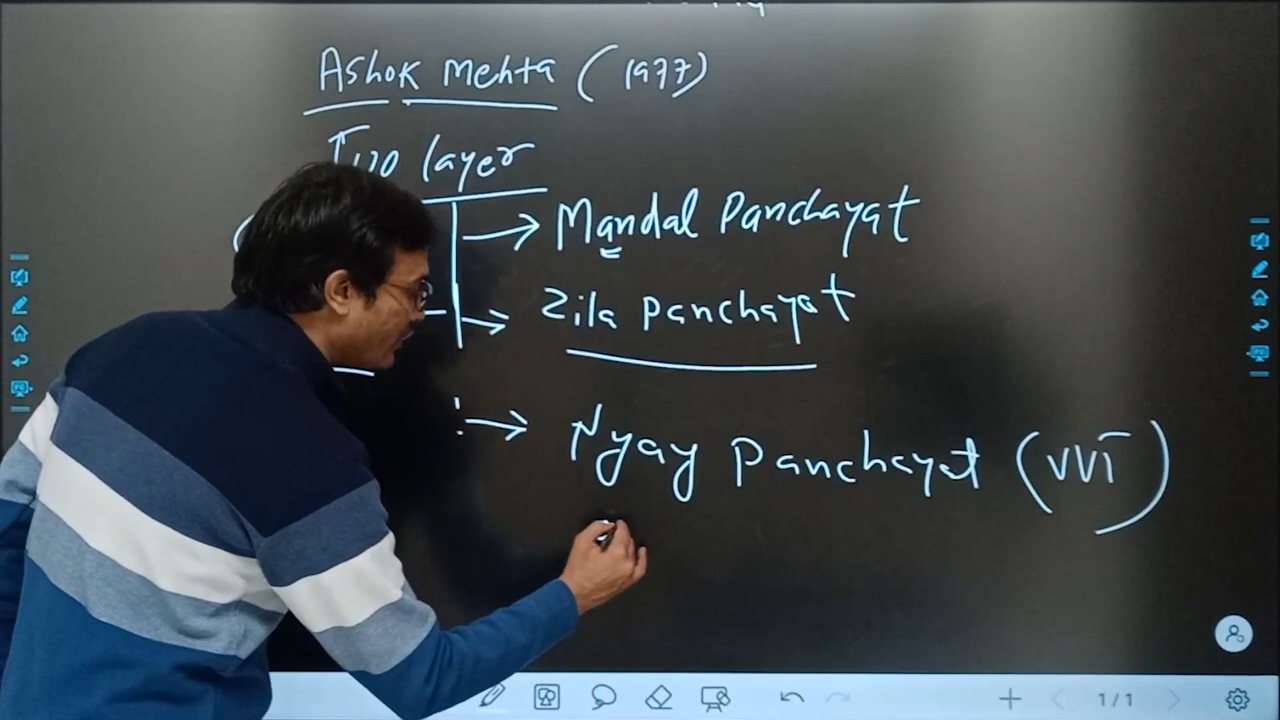 Ashok Mehta (1977)
Two layer
→ Mandal Panchayat
→ Zila Panchayat
→ Nyay Panchayat (VVI)
1/1